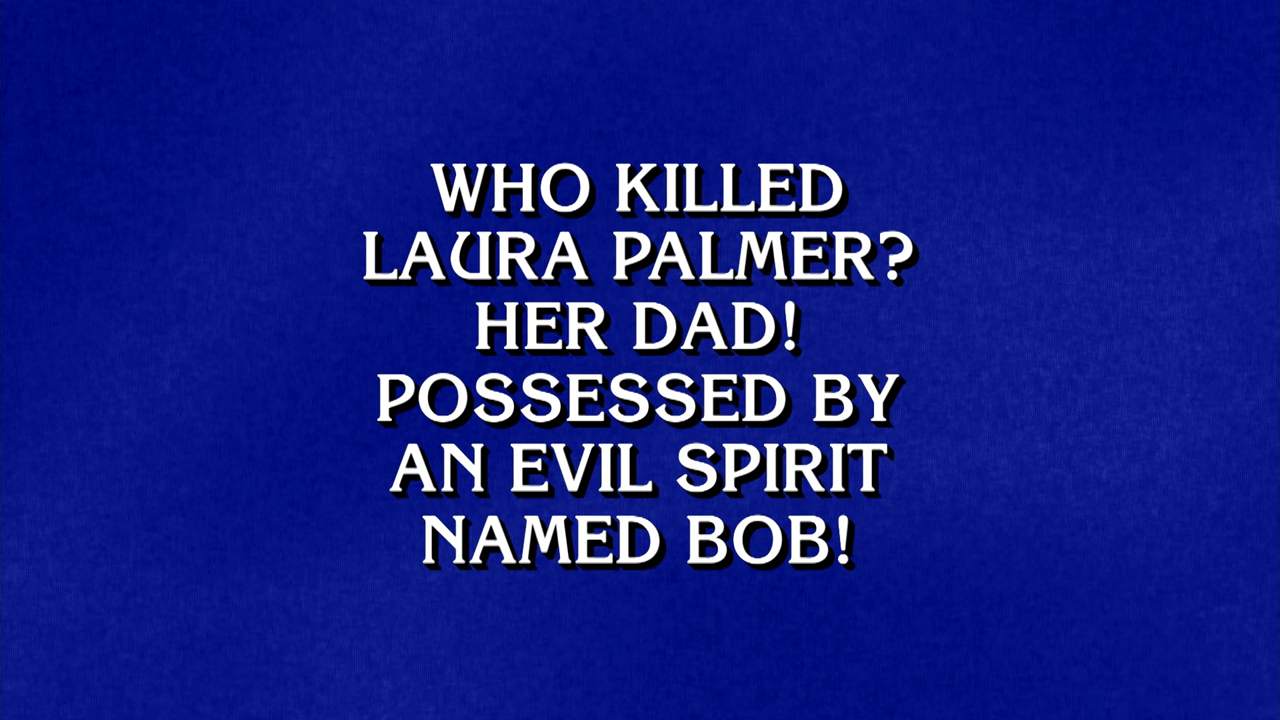 WHO KILLED
LAURA PALMER?
HER DAD!
POSSESSED BY
AN EVIL SPIRIT
NAMED BOB!